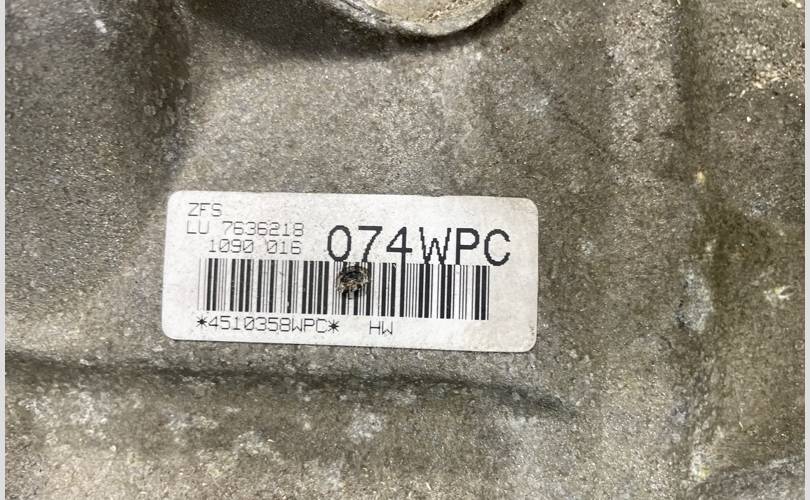 ZFS
LU 7636218
1090 016 074WPC
*4510358WPC* HW